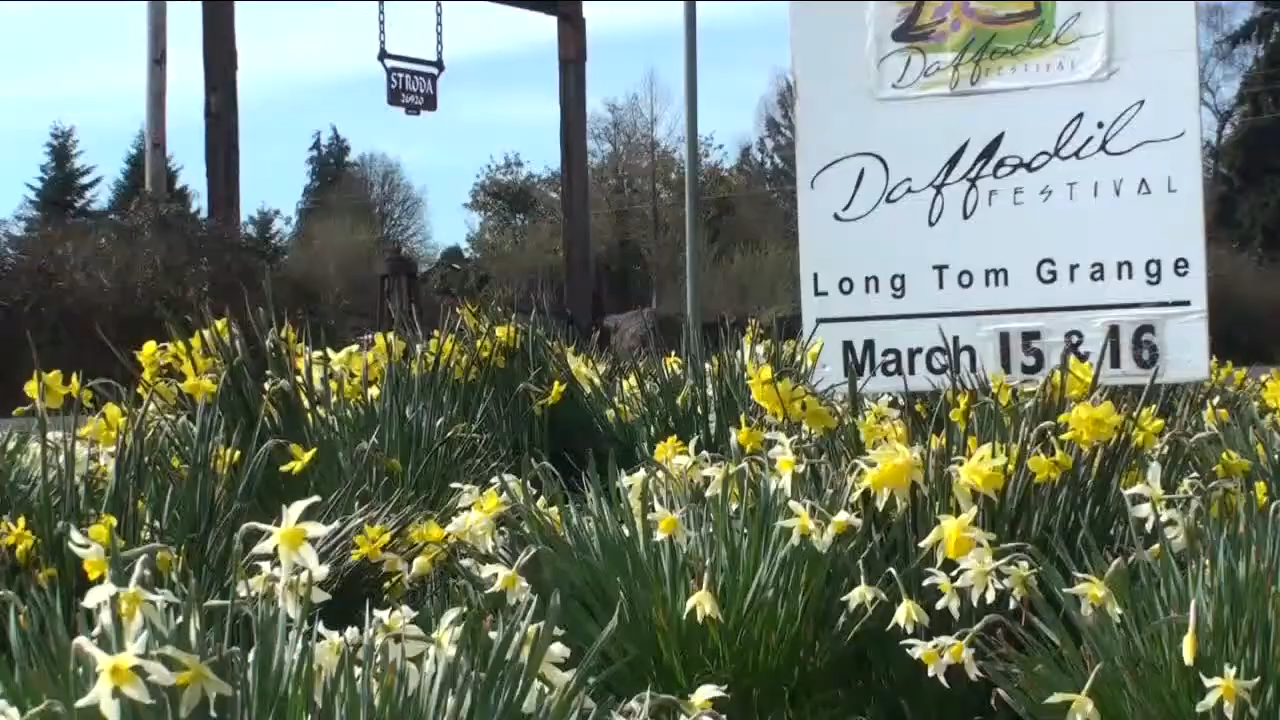 STRODA
26920
Daffodil
FESTIVAL
Daffodil
FESTIVAL
Long Tom Grange
March 15 & 16